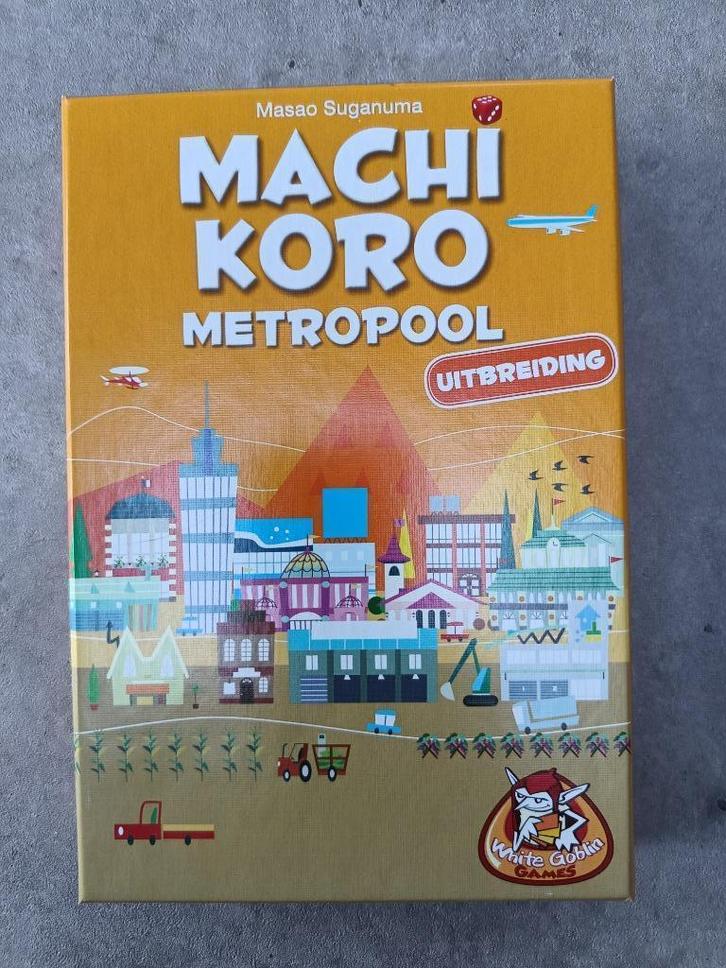 Masao Suganuma
MACHI
KORO
METROPOOL
UITBREIDING
White Goblin
GAMES